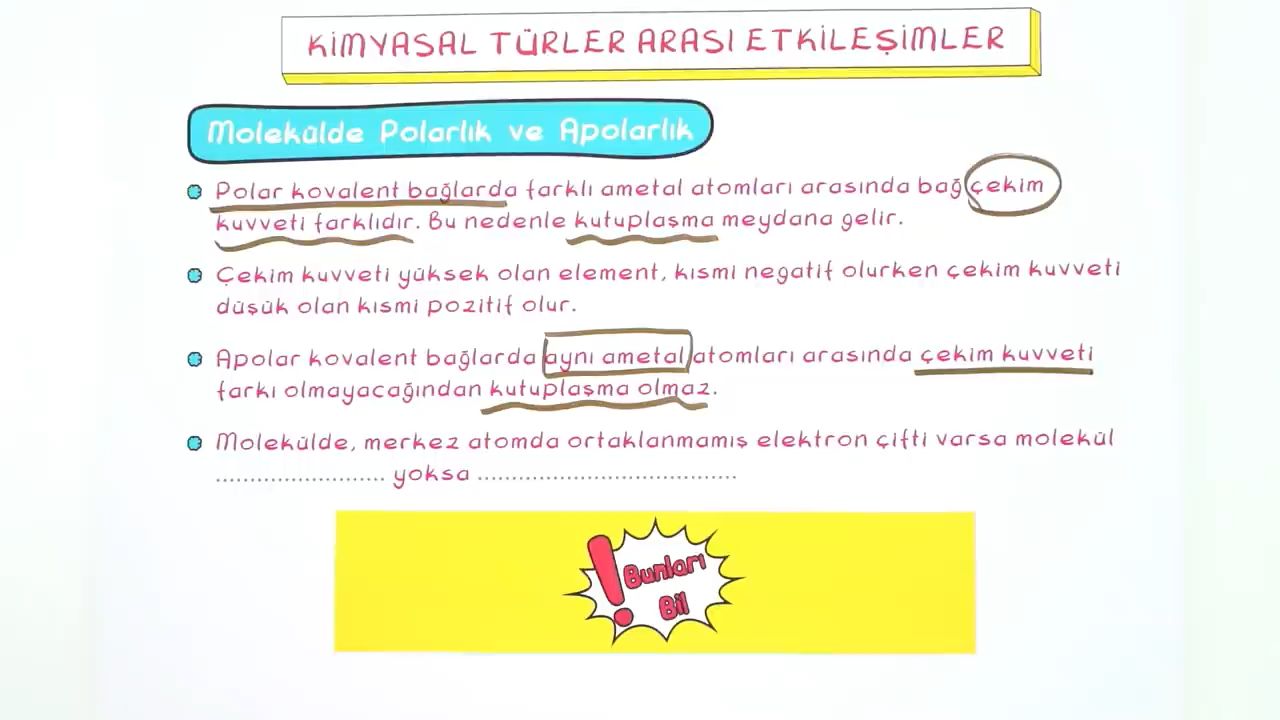 KİMYASAL TÜRLER ARASI ETKİLEŞİMLER
Molekülde Polarlık ve Apolarlık
Polar kovalent bağlarda farklı ametal atomları arasında bağ çekim
kuvveti farklıdır. Bu nedenle kutuplaşma meydana gelir.
Çekim kuvveti yüksek olan element, kısmi negatif olurken çekim kuvveti
düşük olan kısmi pozitif olur.
Apolar kovalent bağlarda aynı ametal atomları arasında çekim kuvveti
farkı olmayacağından kutuplaşma olmaz.
Molekülde, merkez atomda ortaklanmamış elektron çifti varsa molekül
......................... yoksa ......................................
! Bunları
Bil